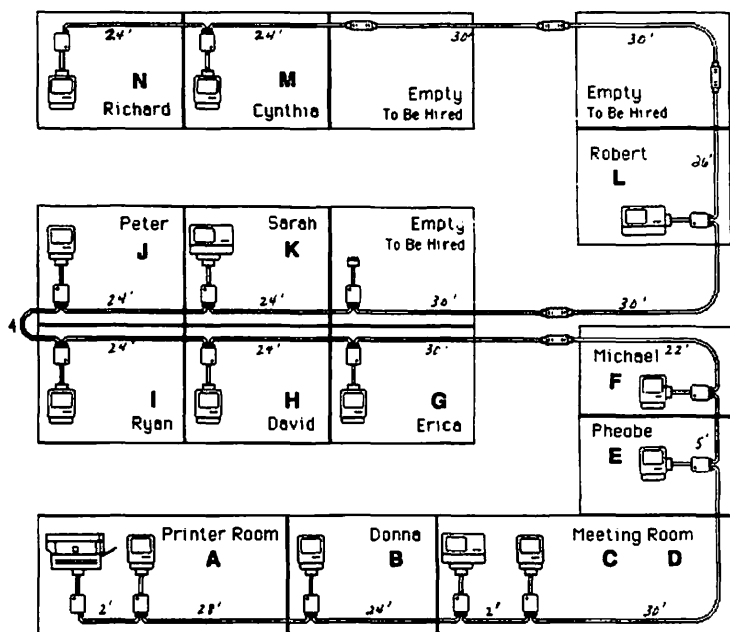 24' 24' 30' 30'
N M
Richard Cynthia Empty Empty
To Be Hired To Be Hired
Robert 26'
L
Peter Sarah Empty
J K To Be Hired
24' 24' 30' 30'
4
24' 24' 30' Michael 22'
F
I H G
Ryan David Erica
Pheobe 5'
E
Printer Room Donna Meeting Room
A B C D
2' 28' 24' 2' 30'